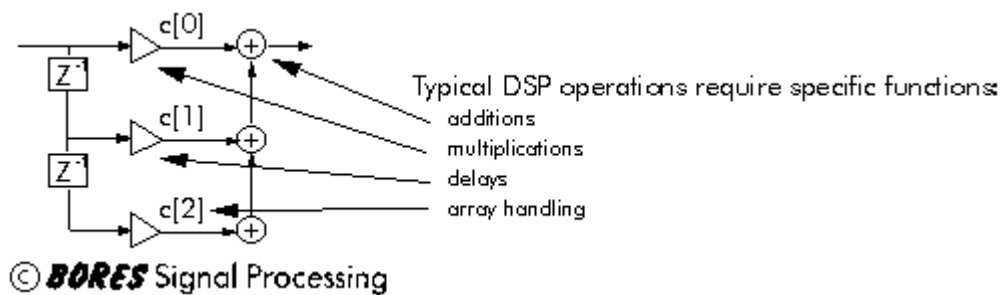 c[0]
Z⁻¹
Typical DSP operations require specific functions:
additions
c[1]
multiplications
Z⁻¹
delays
c[2]
array handling
© BORES Signal Processing